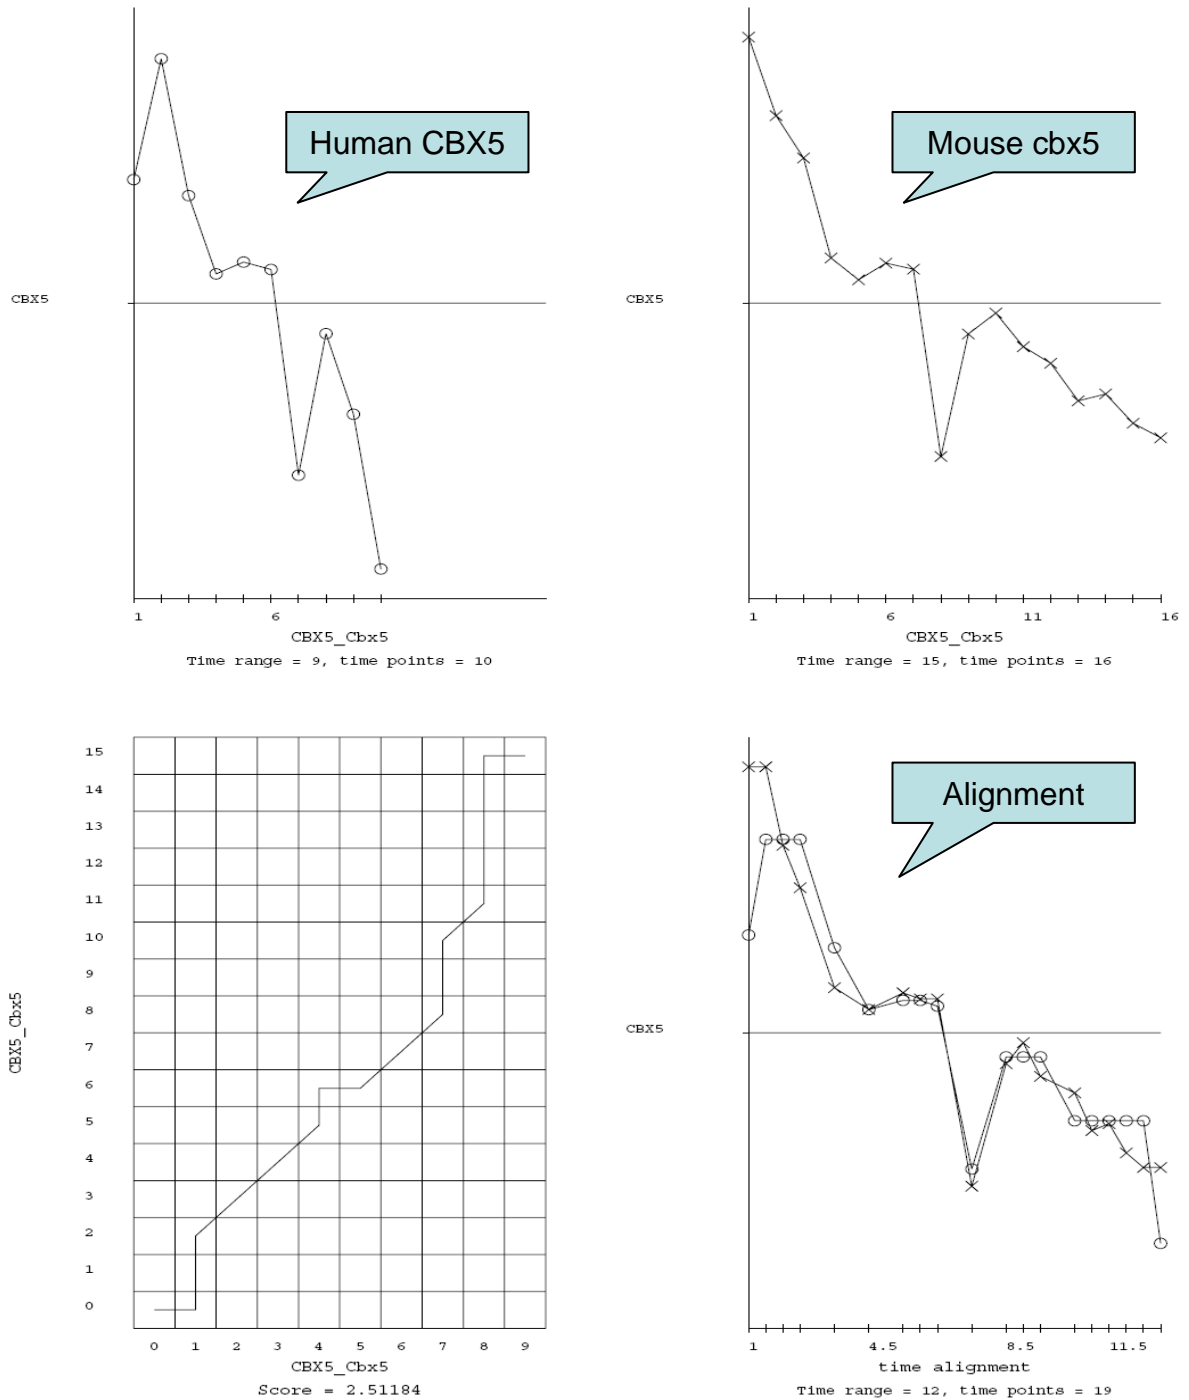 Human CBX5
CBX5
1 6
CBX5_Cbx5
Time range = 9, time points = 10
Mouse cbx5
CBX5
1 6 11 16
CBX5_Cbx5
Time range = 15, time points = 16
15
14
13
12
11
10
9
8
7
6
5
4
3
2
1
0
CBX5_Cbx5
0 1 2 3 4 5 6 7 8 9
CBX5_Cbx5
Score = 2.51184
Alignment
CBX5
1 4.5 8.5 11.5
time alignment
Time range = 12, time points = 19